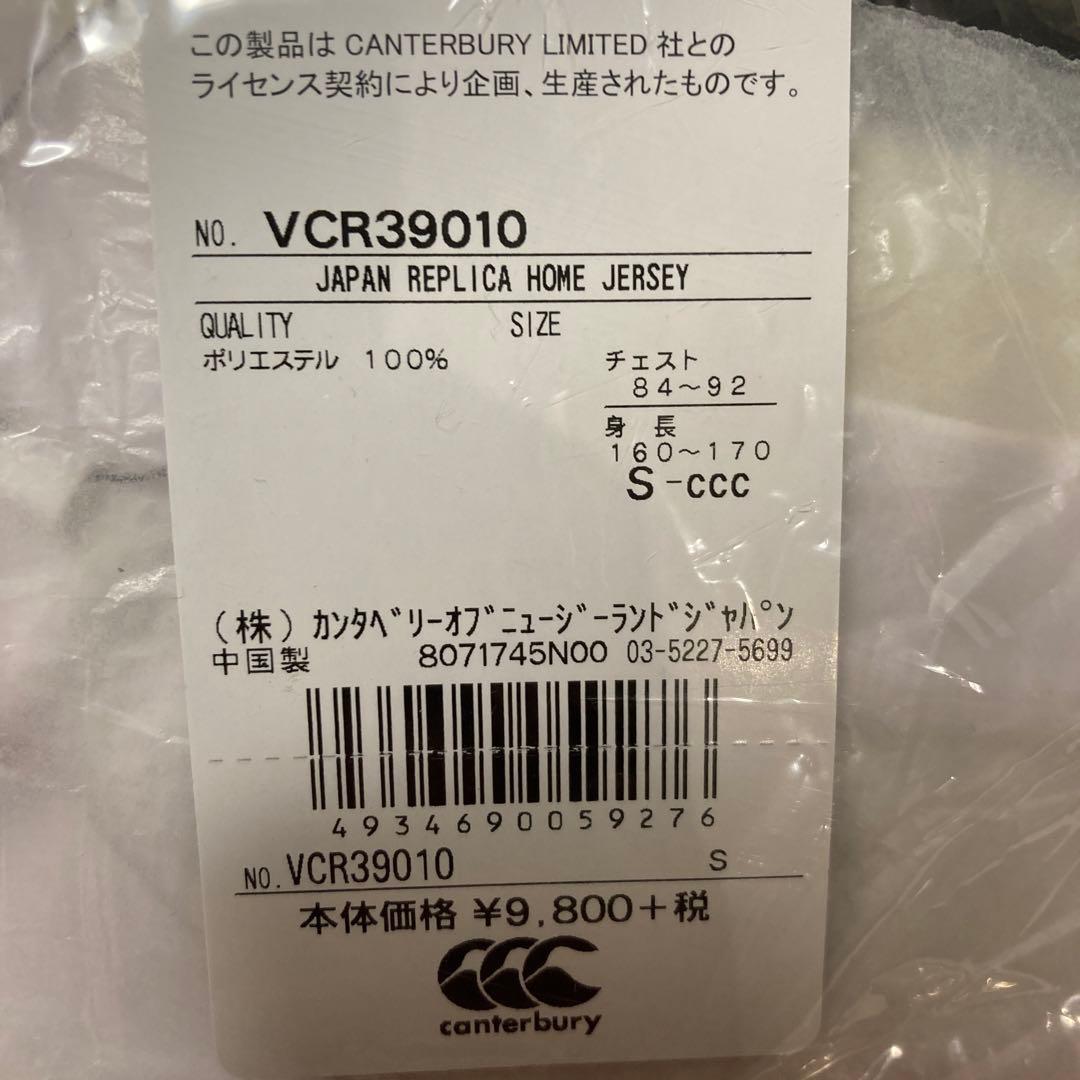 この製品は CANTERBURY LIMITED 社との
ライセンス契約により企画、生産されたものです。
NO. VCR39010
JAPAN REPLICA HOME JERSEY
QUALITY SIZE
ポリエステル 100% チェスト
84~92
身 長
160~170
S-ccc
(株) ｶﾝﾀﾍﾞﾘｰｵﾌﾞﾆｭｰｼﾞｰﾗﾝﾄﾞｼﾞｬﾊﾟﾝ
中国製 8071745N00 03-5227-5699
4934690059276
NO. VCR39010 S
本体価格 ¥9,800+税
canterbury